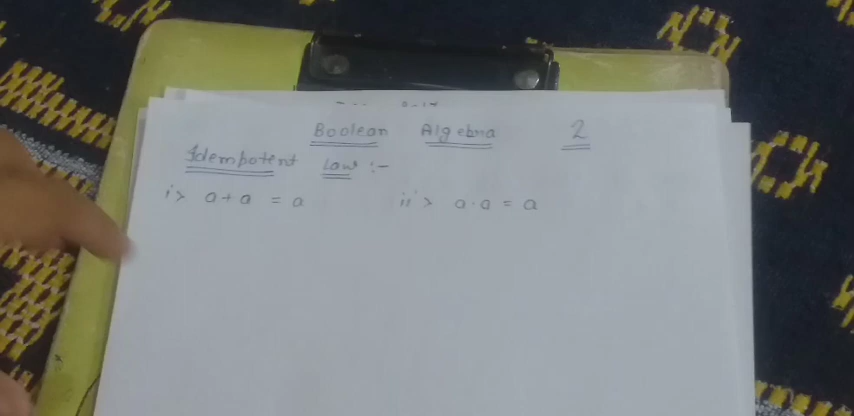 Boolean Algebra 2
Idempotent Law :-
i> a + a = a ii> a · a = a